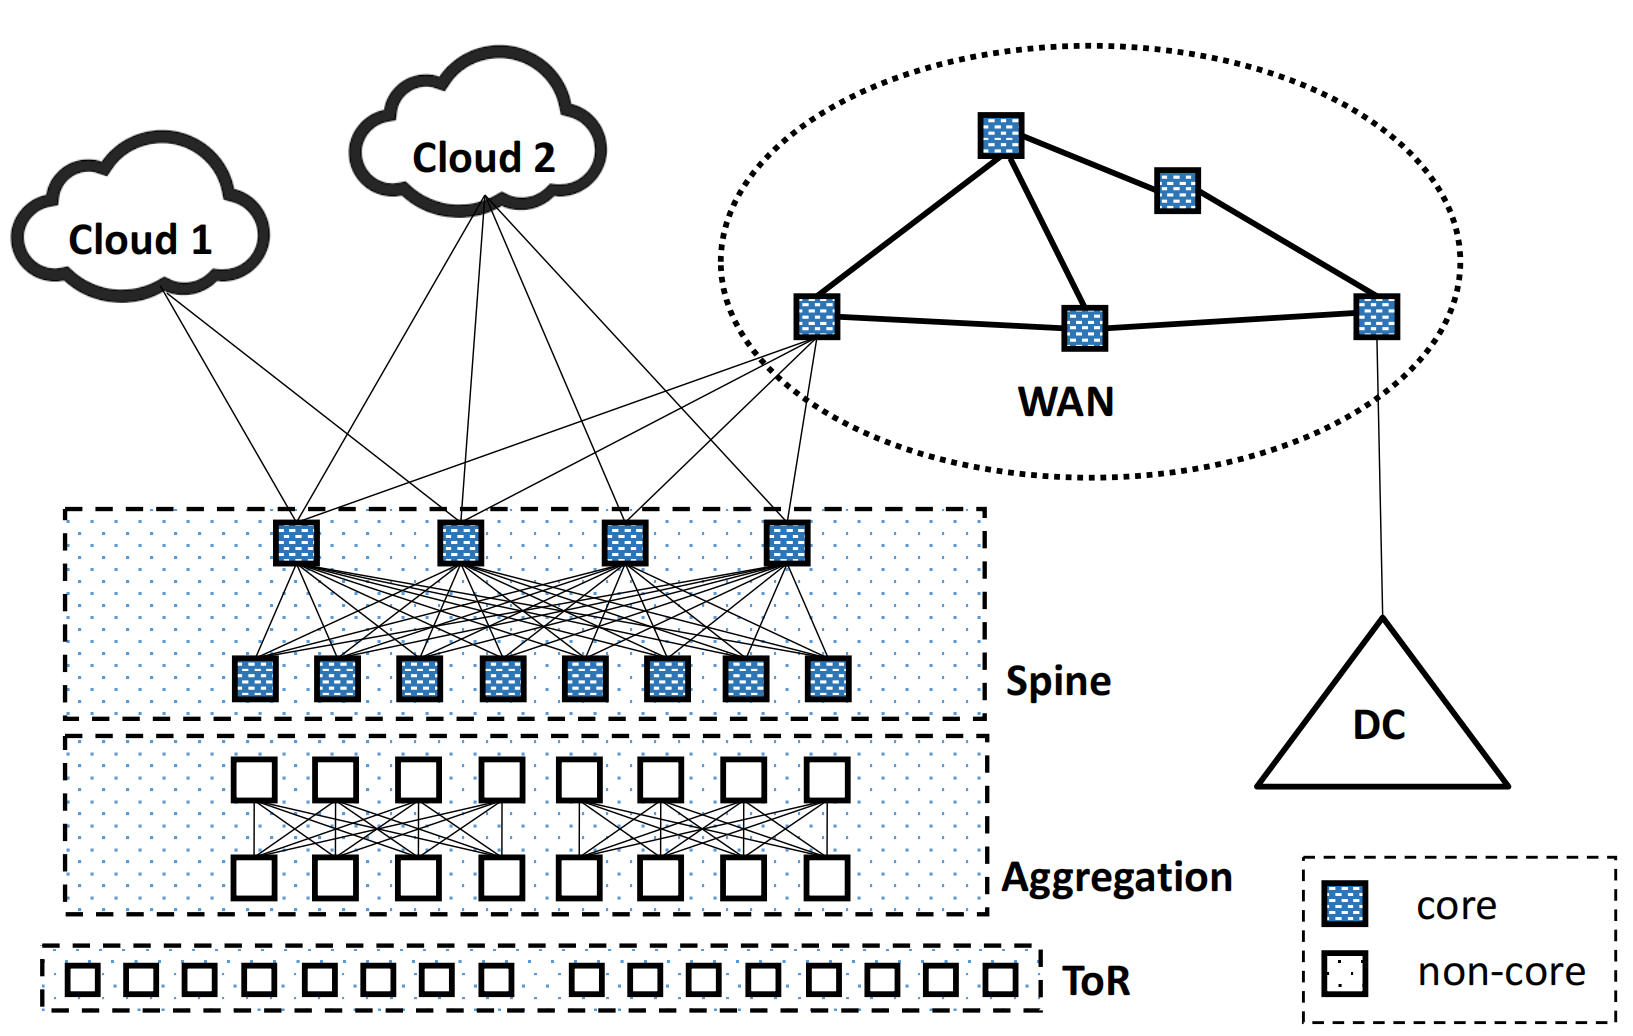 Cloud 2
Cloud 1
WAN
Spine
DC
Aggregation
core
non-core
ToR